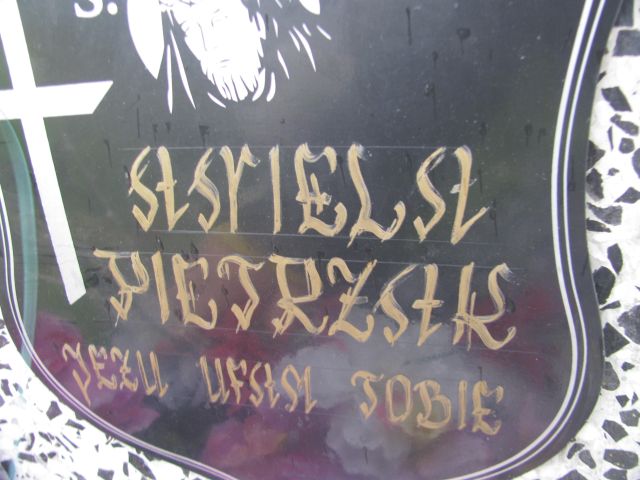 S.
ANIELA
PIETRZAK
JEZU UFAM TOBIE